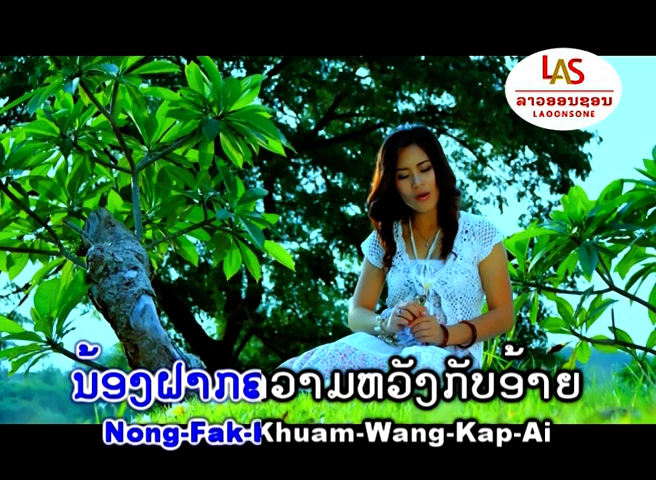 LAS
ລາວອອນຊອນ
LAOONSONE
ນ້ອງຝາກຄວາມຫວັງກັບອ້າຍ
Nong-Fak-Khuam-Wang-Kap-Ai